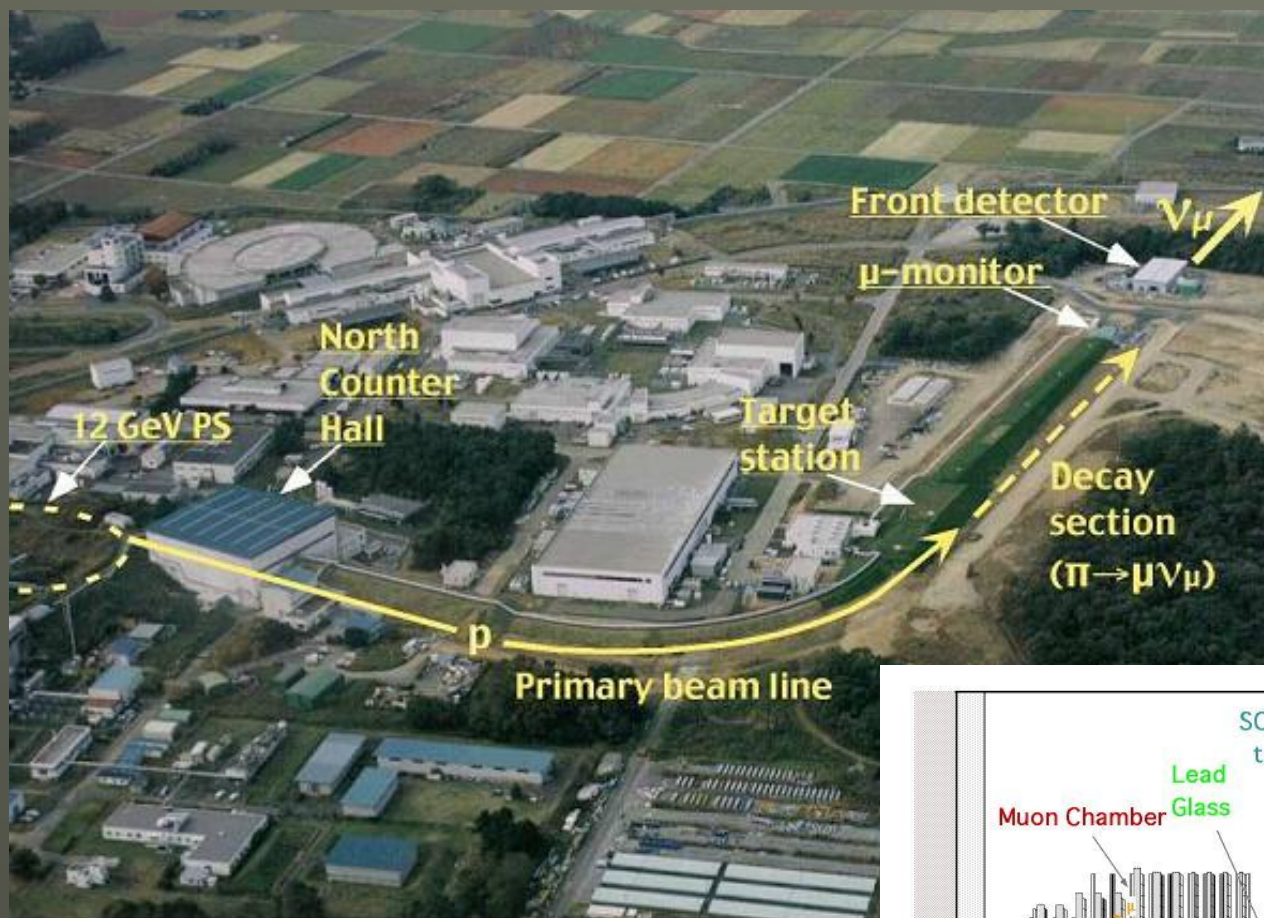 Front detector
νμ
μ-monitor
North
Counter
Hall
12 GeV PS
Target
station
Decay
section
(π→μνμ)
p
Primary beam line
Lead
Glass
Muon Chamber
μ